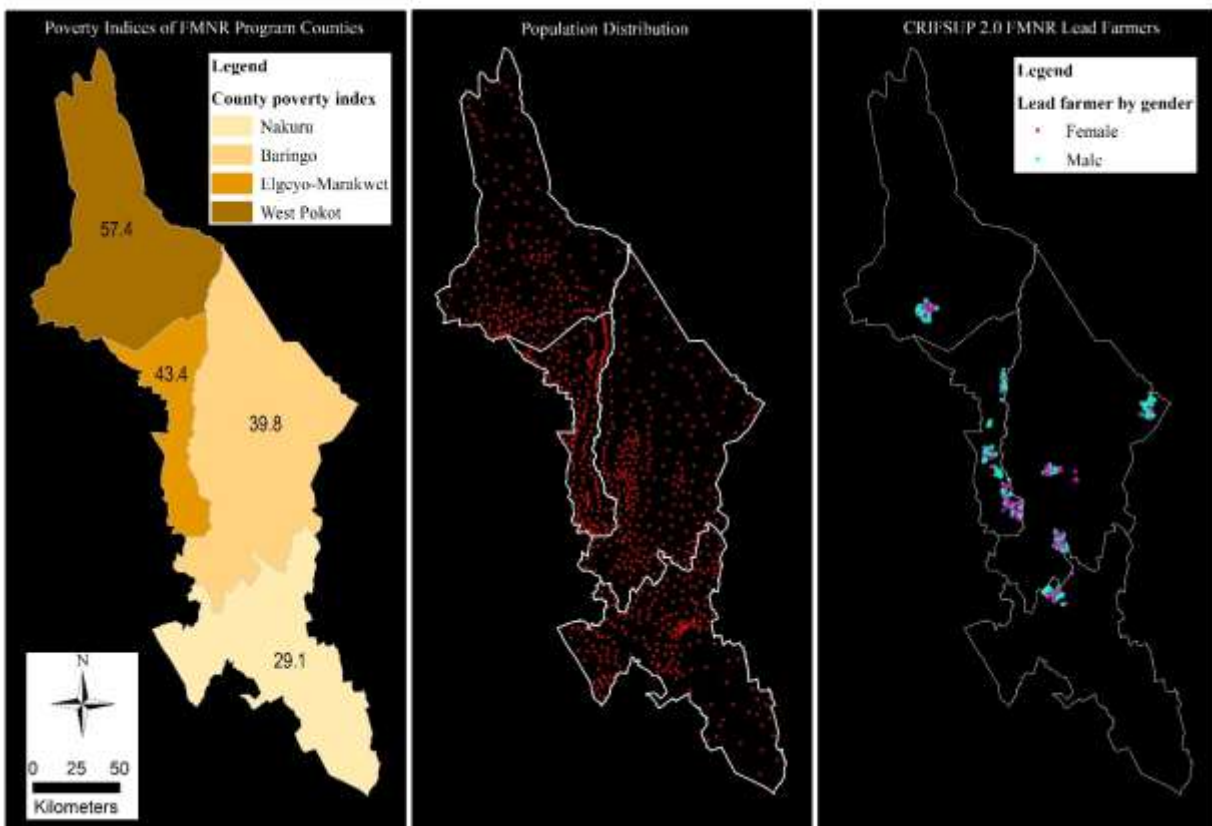 Poverty Indices of FMNR Program Counties
Legend
County poverty index
Nakuru
Baringo
Elgeyo-Marakwet
West Pokot
57.4
43.4
39.8
29.1
N
0 25 50
Kilometers
Population Distribution
CRIFSUP 2.0 FMNR Lead Farmers
Legend
Lead farmer by gender
Female
Male